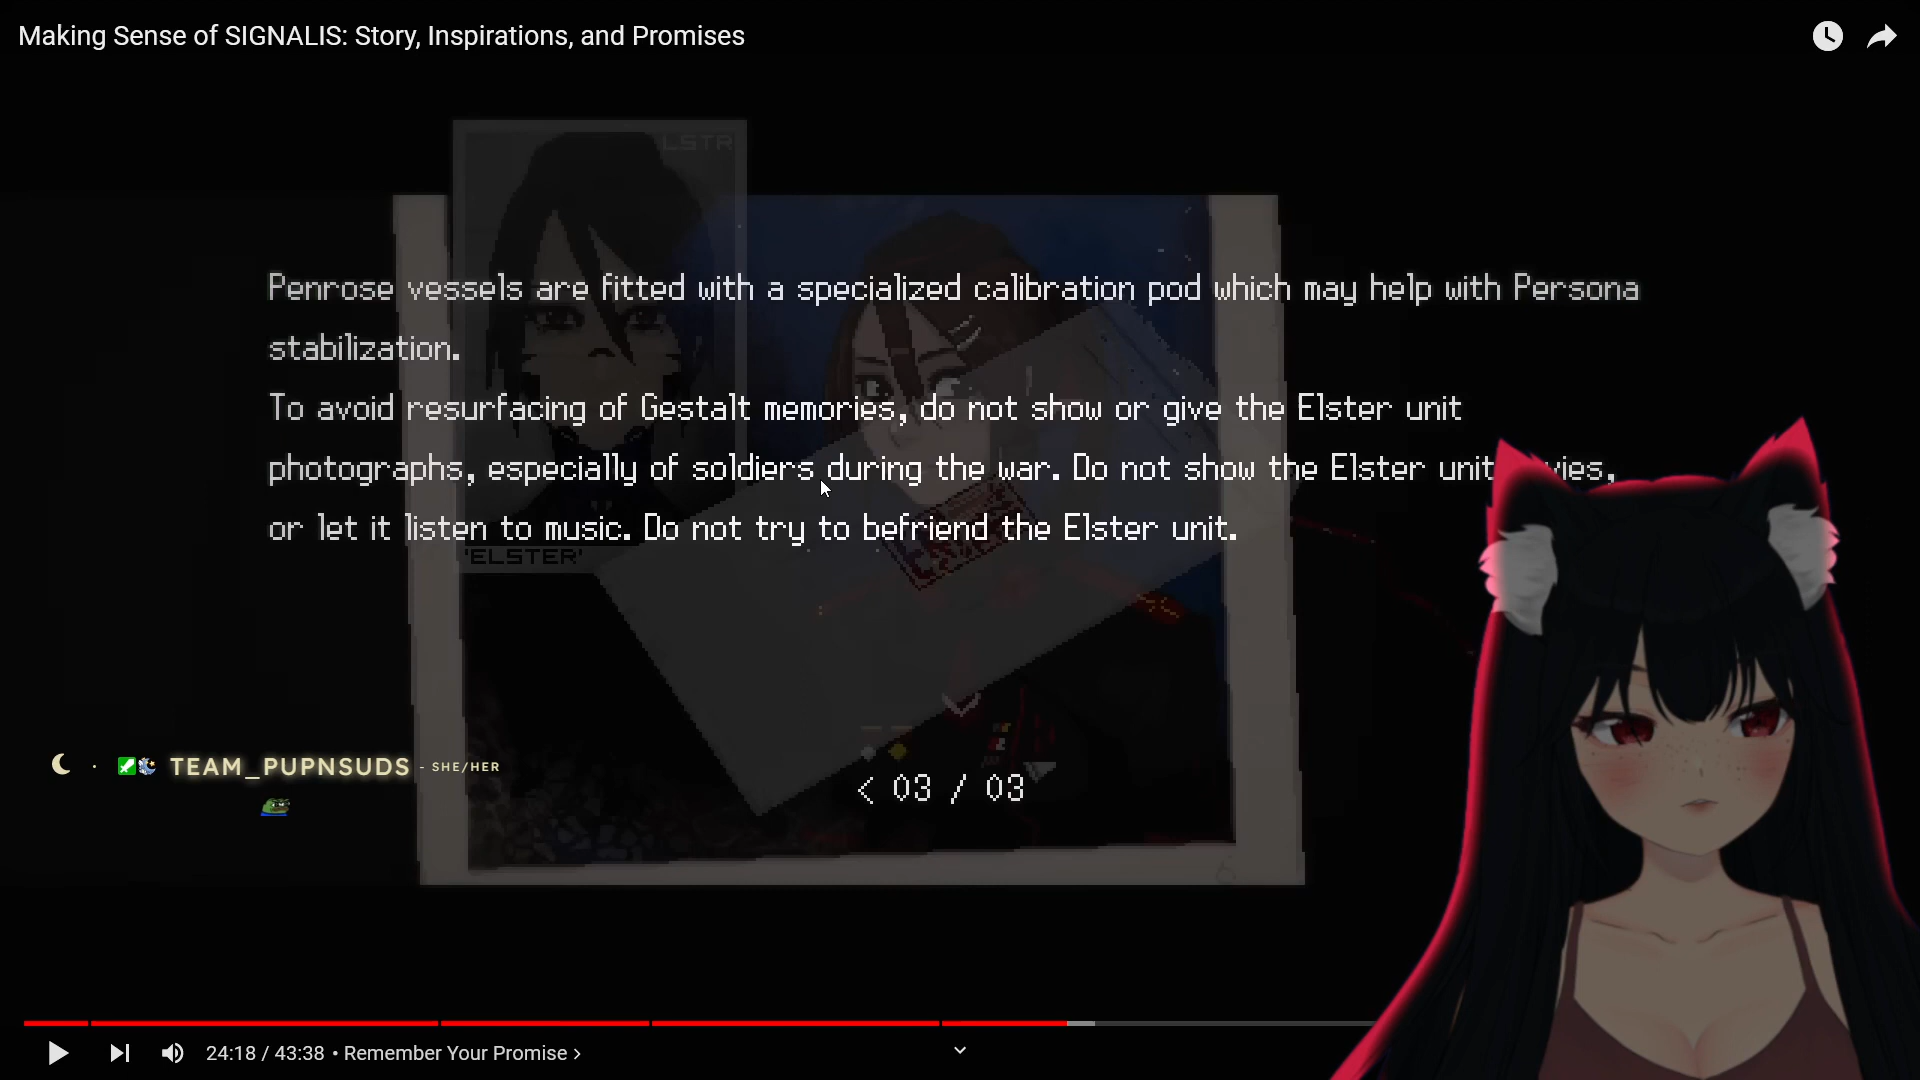 Making Sense of SIGNALIS: Story, Inspirations, and Promises
LSTR
Penrose vessels are fitted with a specialized calibration pod which may help with Persona
stabilization.
To avoid resurfacing of Gestalt memories, do not show or give the Elster unit
photographs, especially of soldiers during the war. Do not show the Elster unit vies,
or let it listen to music. Do not try to befriend the Elster unit.
'ELSTER'
TEAM_PUPNSUDS - SHE/HER
< 03 / 03
24:18 / 43:38 • Remember Your Promise >